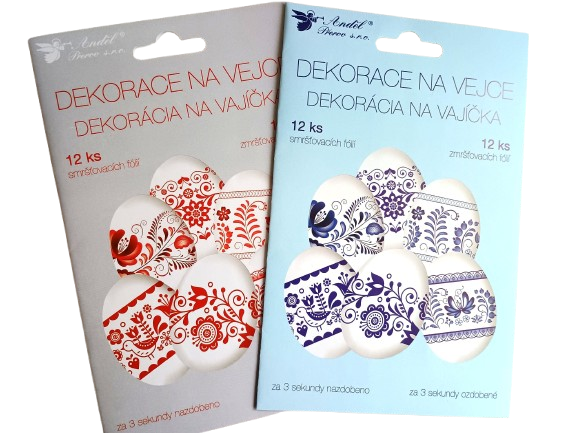 Anděl®
Přerov s.r.o.
DEKORACE NA VEJCE
DEKORÁCIA NA VAJÍČKA
12 ks
smršťovacích fólií
12 ks
za 3 sekundy nazdobeno
Anděl®
Přerov s.r.o.
DEKORACE NA VEJCE
DEKORÁCIA NA VAJÍČKA
12 ks
smršťovacích fólií
12 ks
zmršťovacích fólií
za 3 sekundy nazdobeno
za 3 sekundy ozdobené